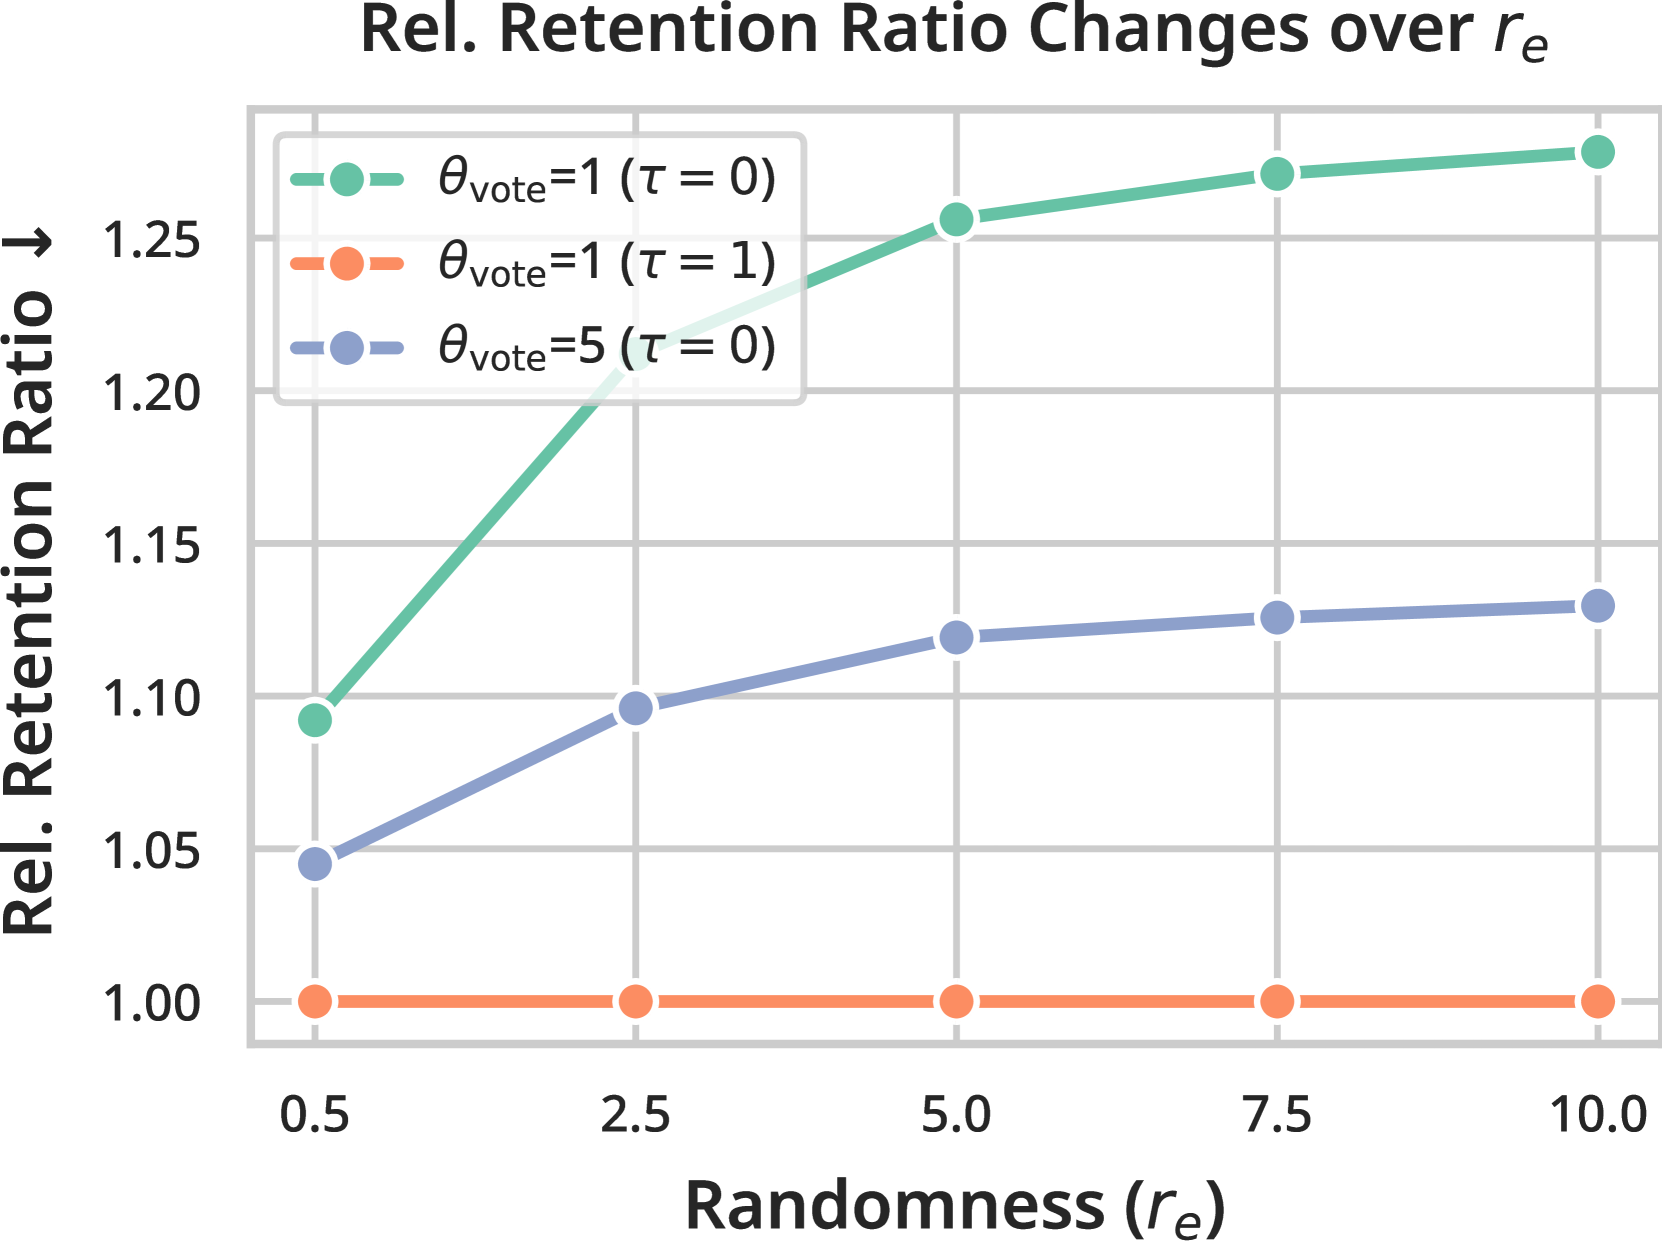 Rel. Retention Ratio Changes over rₑ
θ_vote=1 (τ = 0)
θ_vote=1 (τ = 1)
θ_vote=5 (τ = 0)
Rel. Retention Ratio ↓
1.25
1.20
1.15
1.10
1.05
1.00
0.5 2.5 5.0 7.5 10.0
Randomness (rₑ)